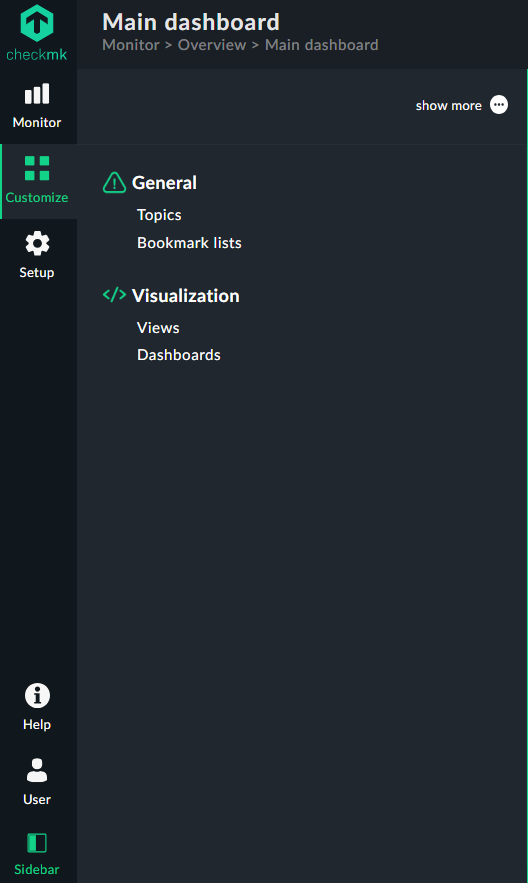 checkmk
Main dashboard
Monitor > Overview > Main dashboard
Monitor
Customize
Setup
show more
General
Topics
Bookmark lists
Visualization
Views
Dashboards
Help
User
Sidebar